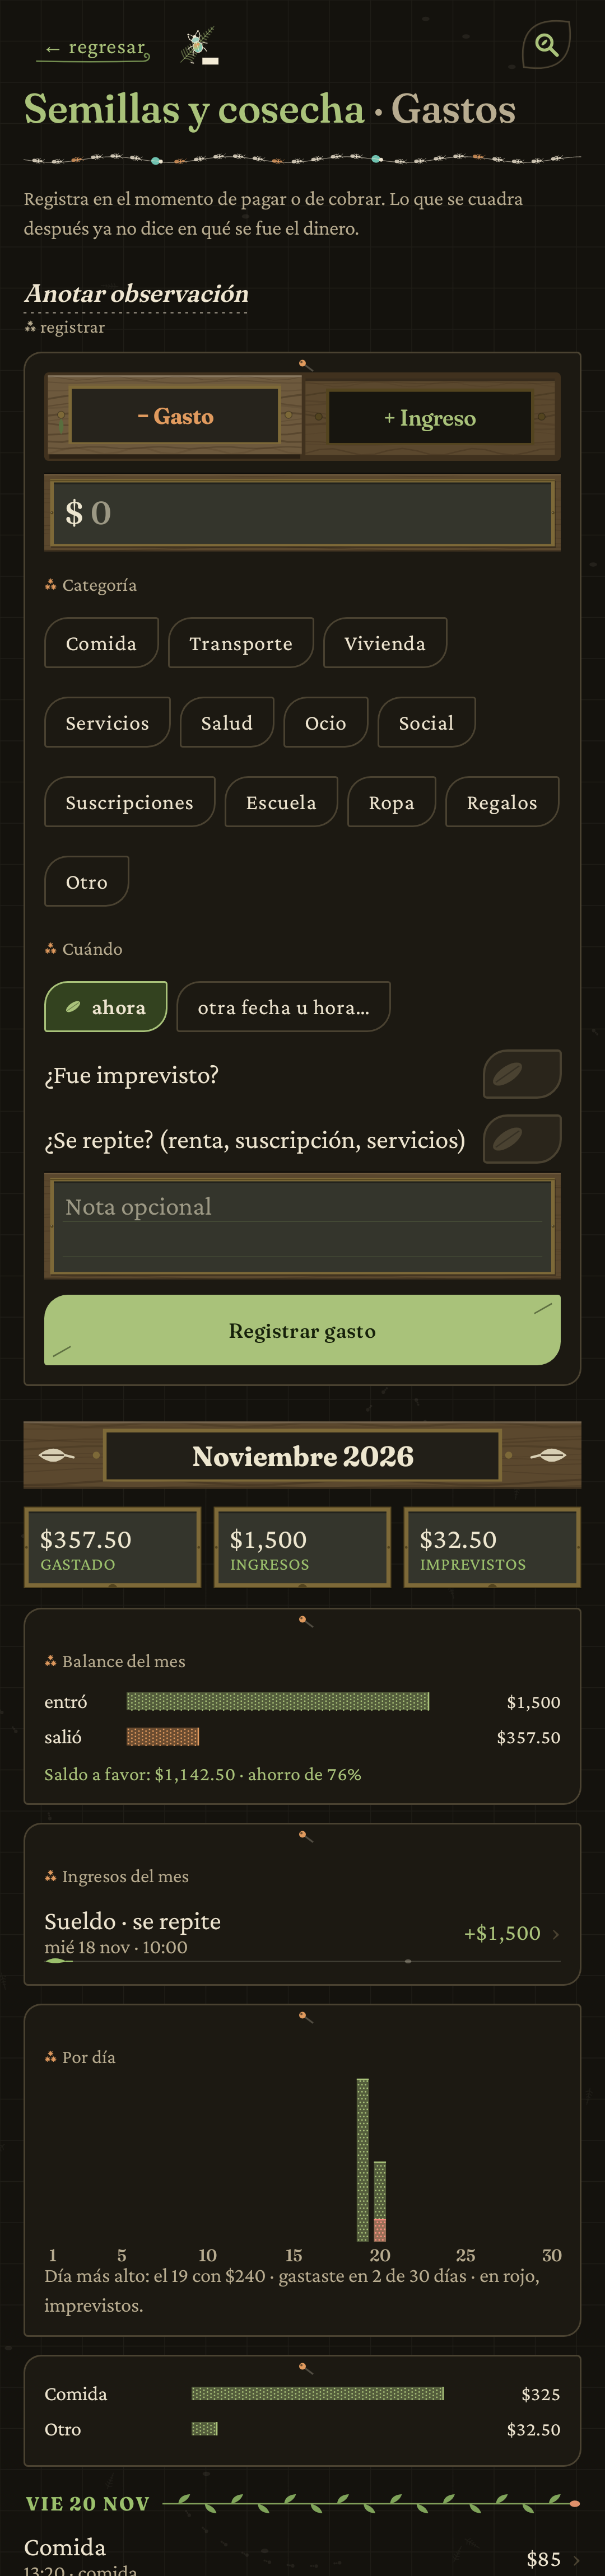 ← regresar
Semillas y cosecha · Gastos
Registra en el momento de pagar o de cobrar. Lo que se cuadra
después ya no dice en qué se fue el dinero.
Anotar observación
registrar
− Gasto
+ Ingreso
$ 0
Categoría
Comida
Transporte
Vivienda
Servicios
Salud
Ocio
Social
Suscripciones
Escuela
Ropa
Regalos
Otro
Cuándo
ahora
otra fecha u hora…
¿Fue imprevisto?
¿Se repite? (renta, suscripción, servicios)
Nota opcional
Registrar gasto
Noviembre 2026
$357.50
GASTADO
$1,500
INGRESOS
$32.50
IMPREVISTOS
Balance del mes
entró $1,500
salió $357.50
Saldo a favor: $1,142.50 · ahorro de 76%
Ingresos del mes
Sueldo · se repite
mié 18 nov · 10:00
+$1,500 ›
Por día
1 5 10 15 20 25 30
Día más alto: el 19 con $240 · gastaste en 2 de 30 días · en rojo,
imprevistos.
Comida $325
Otro $32.50
VIE 20 NOV
Comida
13:20 · comida
$85 ›